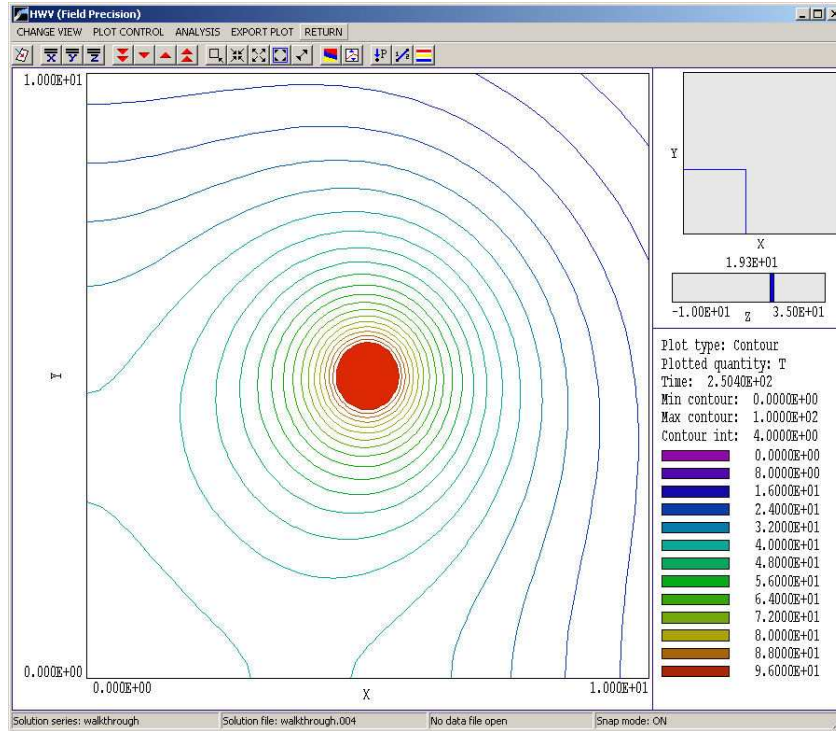 HWV (Field Precision)
CHANGE VIEW PLOT CONTROL ANALYSIS EXPORT PLOT RETURN
X Y Z P 1/2
1.000E+01
Y
0.000E+00
0.000E+00
X
1.000E+01
Y
X
1.93E+01
-1.00E+01 Z 3.50E+01
Plot type: Contour
Plotted quantity: T
Time: 2.5040E+02
Min contour: 0.0000E+00
Max contour: 1.0000E+02
Contour int: 4.0000E+00
0.0000E+00
8.0000E+00
1.6000E+01
2.4000E+01
3.2000E+01
4.0000E+01
4.8000E+01
5.6000E+01
6.4000E+01
7.2000E+01
8.0000E+01
8.8000E+01
9.6000E+01
Solution series: walkthrough Solution file: walkthrough.004 No data file open Snap mode: ON